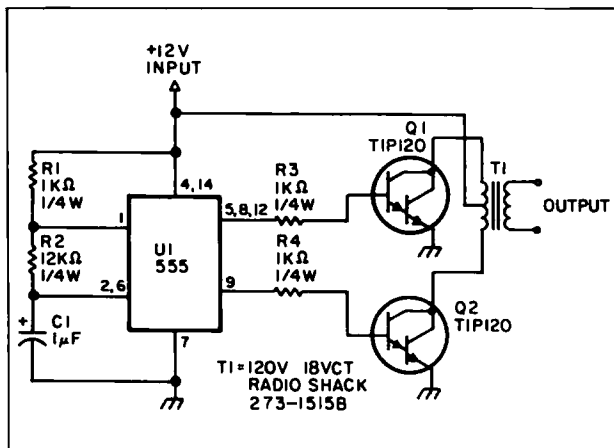 +12V
INPUT
R1
1KΩ
1/4W
R2
12KΩ
1/4W
C1
1µF
+
4,14
1
2,6
7
U1
555
5,8,12
9
R3
1KΩ
1/4W
R4
1KΩ
1/4W
Q1
TIP120
Q2
TIP120
T1
OUTPUT
T1=120V 18VCT
RADIO SHACK
273-1515B